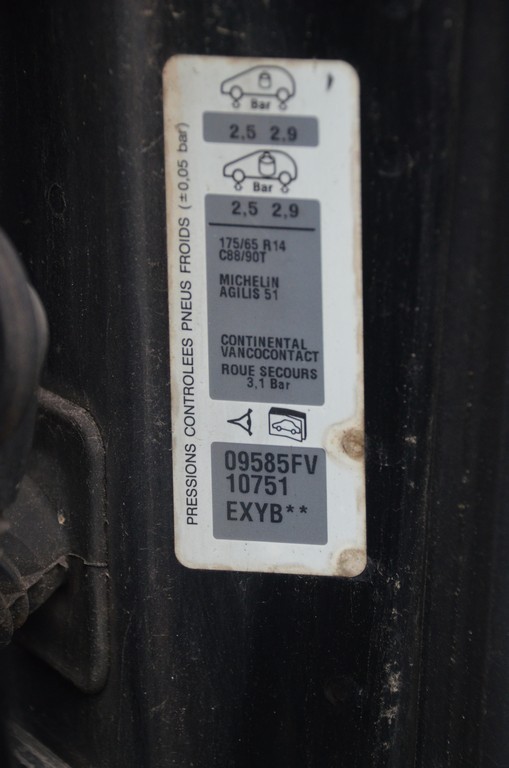 PRESSIONS CONTROLEES PNEUS FROIDS (±0,05 bar)
Bar
2,5 2,9
Bar
2,5 2,9
175/65 R14
C88/90T
MICHELIN
AGILIS 51
CONTINENTAL
VANCOCONTACT
ROUE SECOURS
3,1 Bar
09585FV
10751
EXYB**